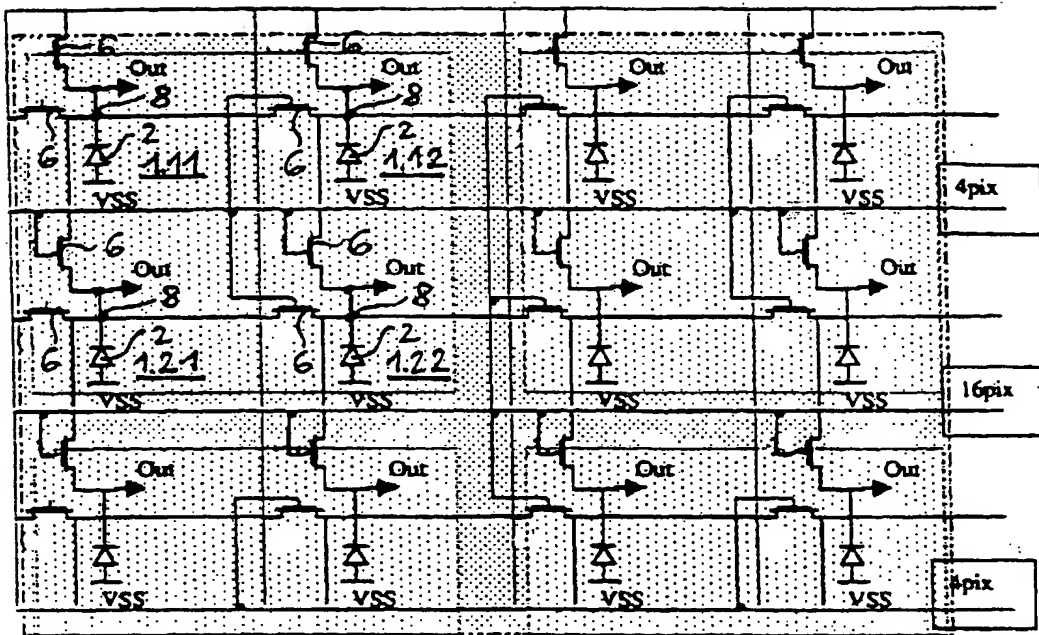 6 6
Out Out Out Out
8 8
6 6
2 1.11 2 1.12
VSS VSS VSS VSS
4pix
6 6
Out Out Out Out
8 8
6 6
2 1.21 2 1.22
VSS VSS VSS VSS
16pix
Out Out Out Out
VSS VSS VSS VSS
4pix